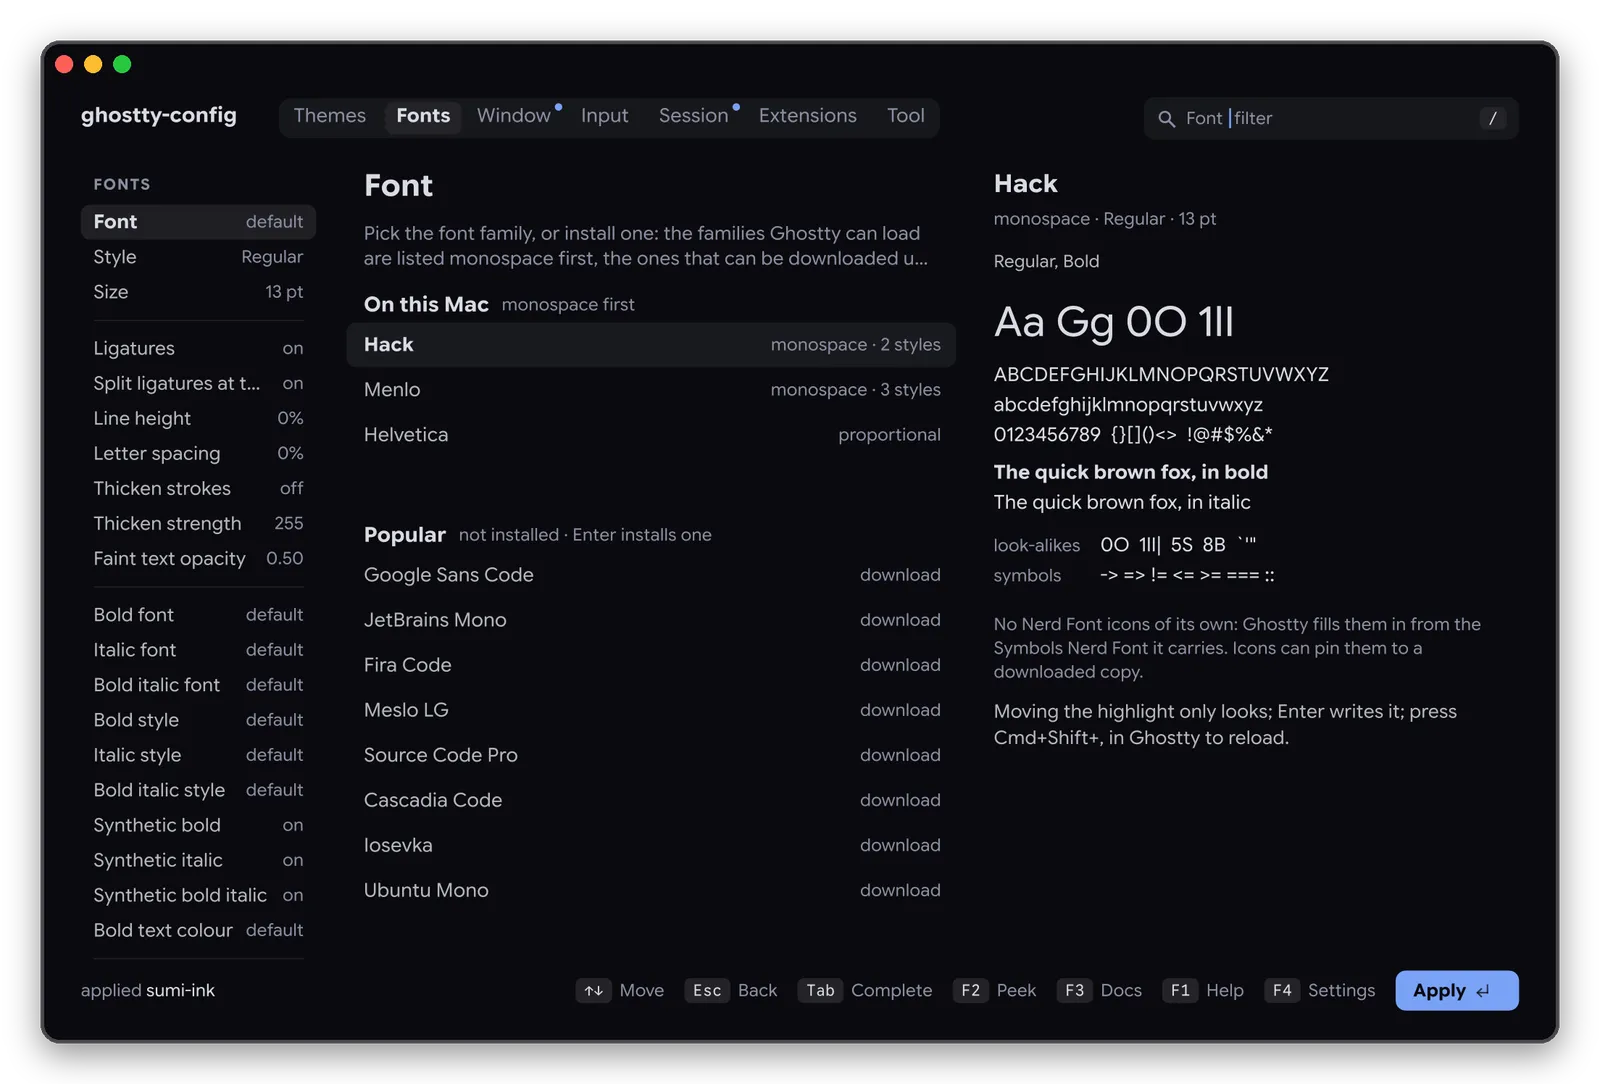 ghostty-config
Themes Fonts Window Input Session Extensions Tool
Font filter /
FONTS
Font default
Style Regular
Size 13 pt
Ligatures on
Split ligatures at t... on
Line height 0%
Letter spacing 0%
Thicken strokes off
Thicken strength 255
Faint text opacity 0.50
Bold font default
Italic font default
Bold italic font default
Bold style default
Italic style default
Bold italic style default
Synthetic bold on
Synthetic italic on
Synthetic bold italic on
Bold text colour default
Font
Pick the font family, or install one: the families Ghostty can load
are listed monospace first, the ones that can be downloaded u...
On this Mac monospace first
Hack monospace · 2 styles
Menlo monospace · 3 styles
Helvetica proportional
Popular not installed · Enter installs one
Google Sans Code download
JetBrains Mono download
Fira Code download
Meslo LG download
Source Code Pro download
Cascadia Code download
Iosevka download
Ubuntu Mono download
Hack
monospace · Regular · 13 pt
Regular, Bold
Aa Gg 0O 1lI
ABCDEFGHIJKLMNOPQRSTUVWXYZ
abcdefghijklmnopqrstuvwxyz
0123456789 {}[]()<> !@#$%&*
The quick brown fox, in bold
The quick brown fox, in italic
look-alikes 0O 1lI| 5S 8B `'"
symbols -> => != <= >= === ::
No Nerd Font icons of its own: Ghostty fills them in from the
Symbols Nerd Font it carries. Icons can pin them to a
downloaded copy.
Moving the highlight only looks; Enter writes it; press
Cmd+Shift+, in Ghostty to reload.
applied sumi-ink
↑↓ Move Esc Back Tab Complete F2 Peek F3 Docs F1 Help F4 Settings Apply ↵